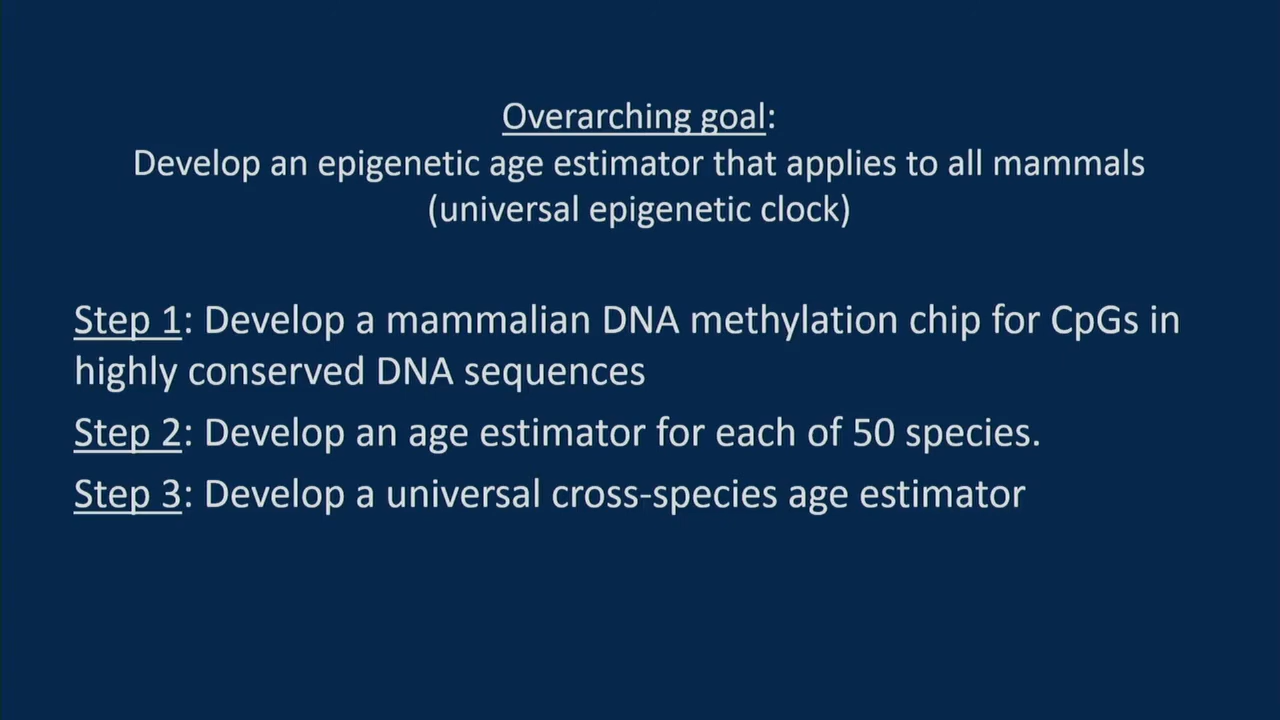 Overarching goal:
Develop an epigenetic age estimator that applies to all mammals
(universal epigenetic clock)
Step 1: Develop a mammalian DNA methylation chip for CpGs in
highly conserved DNA sequences
Step 2: Develop an age estimator for each of 50 species.
Step 3: Develop a universal cross-species age estimator